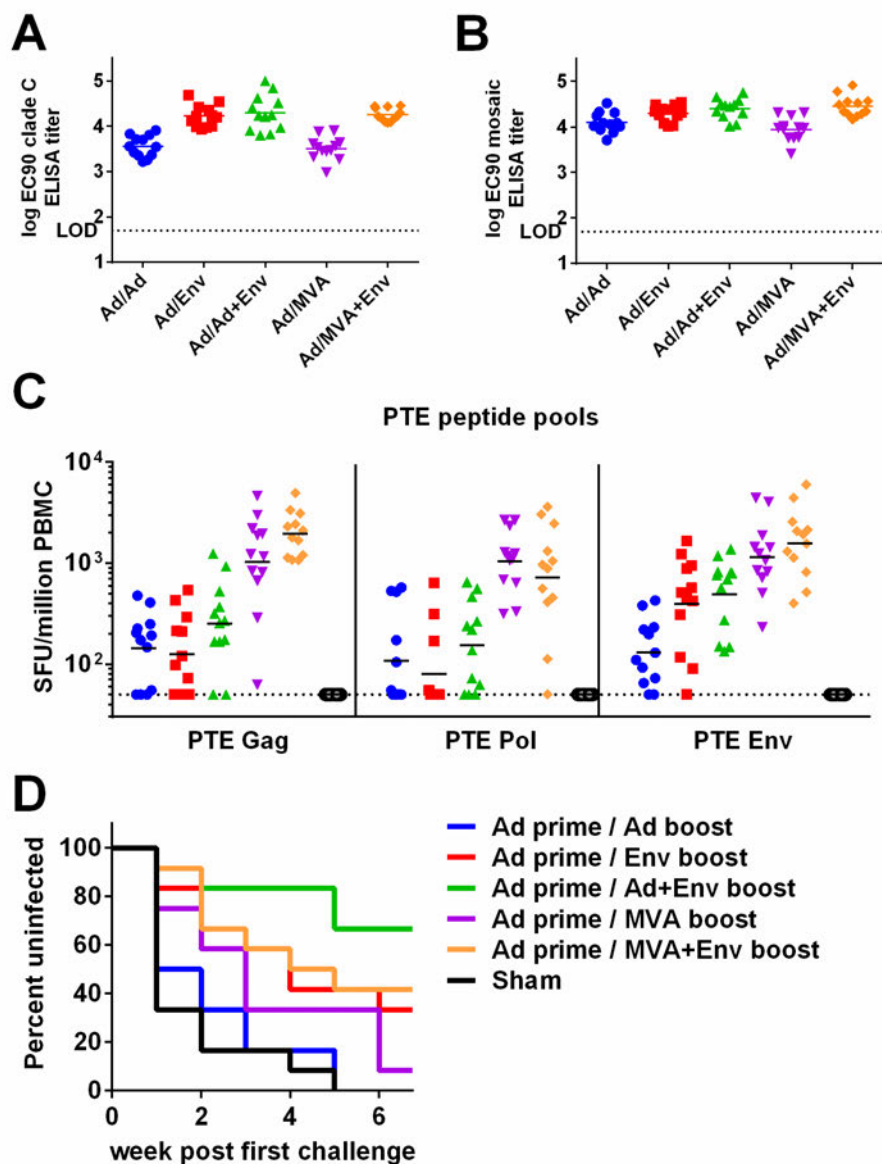 A
log EC90 clade C
ELISA titer
5
4
3
2
LOD
1
Ad/Ad
Ad/Env
Ad/Ad+Env
Ad/MVA
Ad/MVA+Env
B
log EC90 mosaic
ELISA titer
5
4
3
2
LOD
1
Ad/Ad
Ad/Env
Ad/Ad+Env
Ad/MVA
Ad/MVA+Env
C
PTE peptide pools
SFU/million PBMC
10^4
10^3
10^2
PTE Gag
PTE Pol
PTE Env
D
Percent uninfected
100
80
60
40
20
0
0
2
4
6
week post first challenge
Ad prime / Ad boost
Ad prime / Env boost
Ad prime / Ad+Env boost
Ad prime / MVA boost
Ad prime / MVA+Env boost
Sham